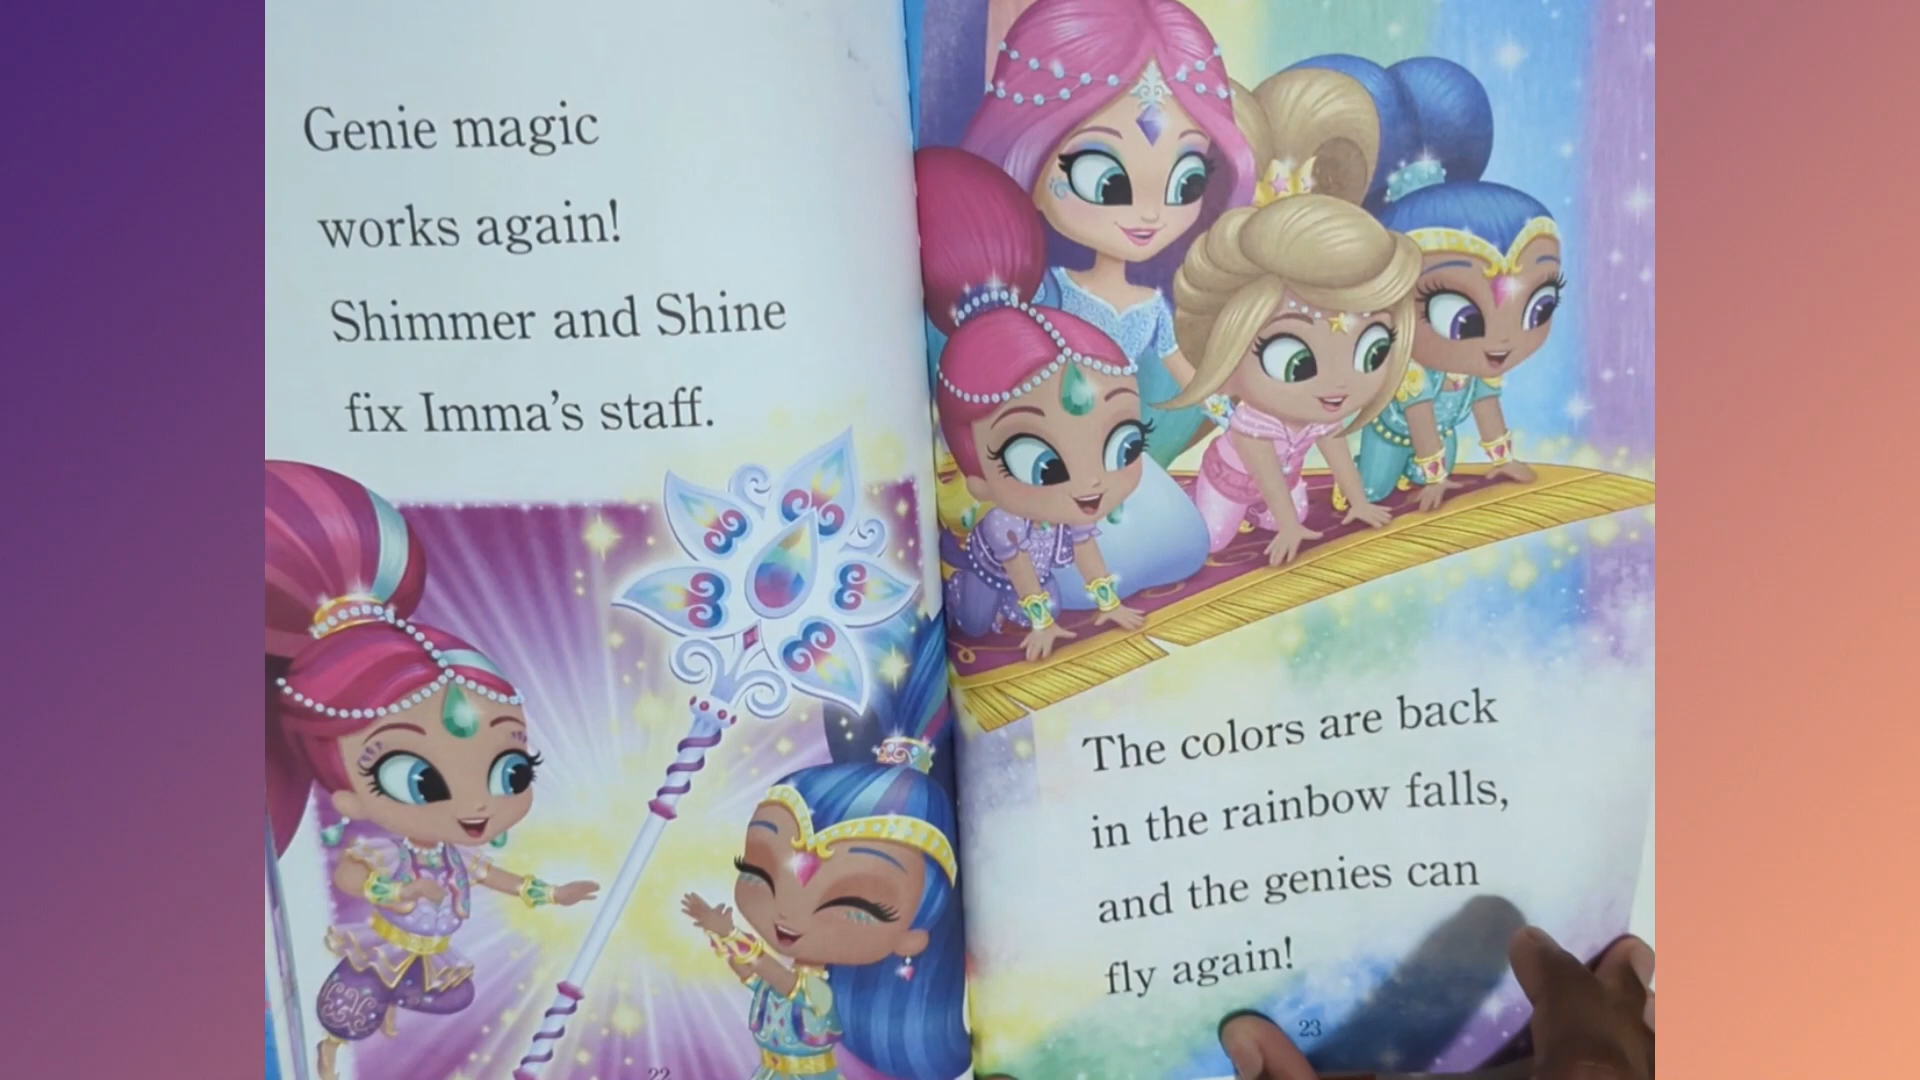 Genie magic
works again!
Shimmer and Shine
fix Imma’s staff.
22
The colors are back
in the rainbow falls,
and the genies can
fly again!
23